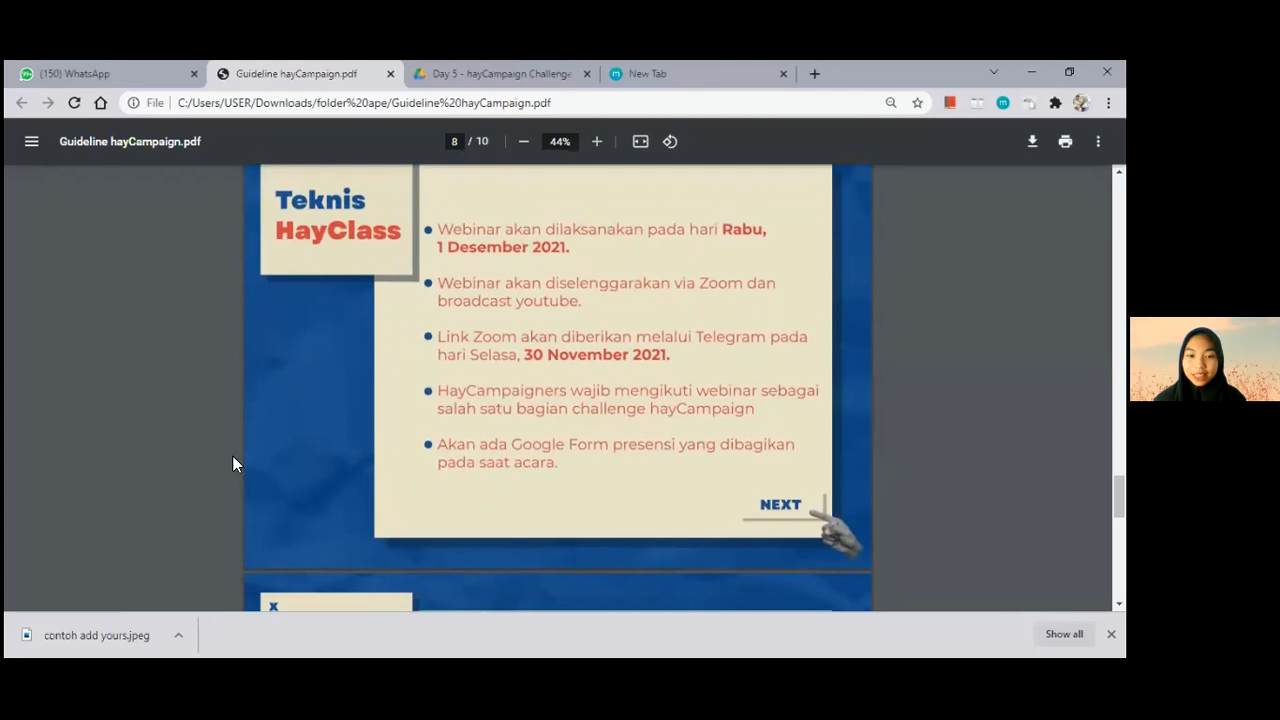 (150) WhatsApp
Guideline hayCampaign.pdf
Day 5 - hayCampaign Challenge
New Tab
File
C:/Users/USER/Downloads/folder%20ape/Guideline%20hayCampaign.pdf
Guideline hayCampaign.pdf
8 / 10
44%
Teknis
HayClass
Webinar akan dilaksanakan pada hari Rabu,
1 Desember 2021.
Webinar akan diselenggarakan via Zoom dan
broadcast youtube.
Link Zoom akan diberikan melalui Telegram pada
hari Selasa, 30 November 2021.
HayCampaigners wajib mengikuti webinar sebagai
salah satu bagian challenge hayCampaign
Akan ada Google Form presensi yang dibagikan
pada saat acara.
NEXT
X
contoh add yours.jpeg
Show all